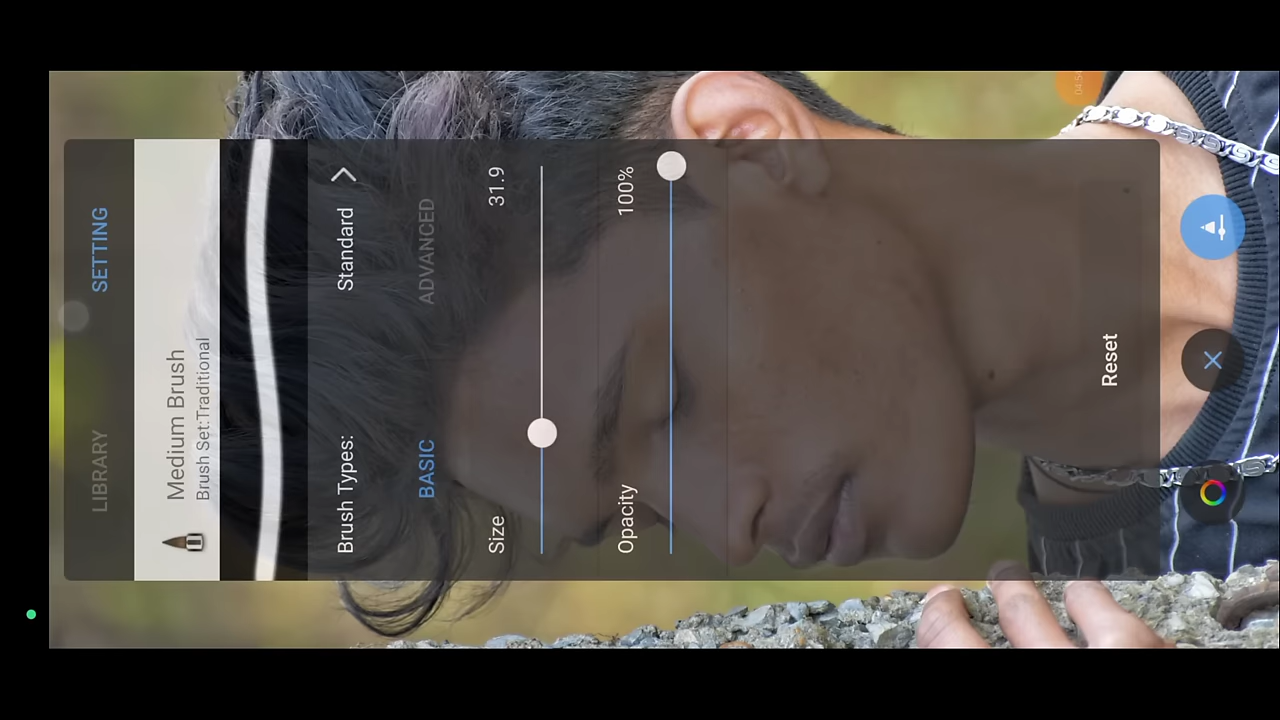 LIBRARY SETTING
Medium Brush
Brush Set:Traditional
Brush Types: Standard
BASIC ADVANCED
Size 31.9
Opacity 100%
Reset